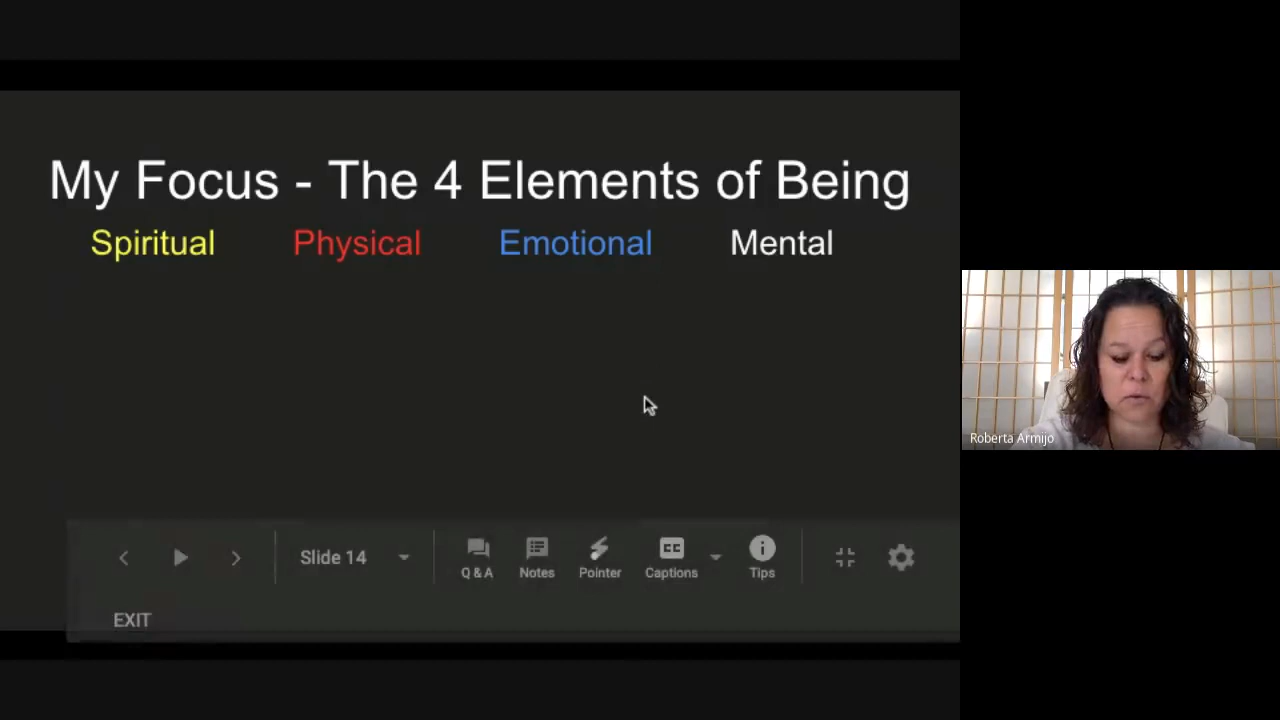 My Focus - The 4 Elements of Being
Spiritual Physical Emotional Mental
Roberta Armijo
Slide 14
Q & A Notes Pointer Captions Tips
CC
EXIT